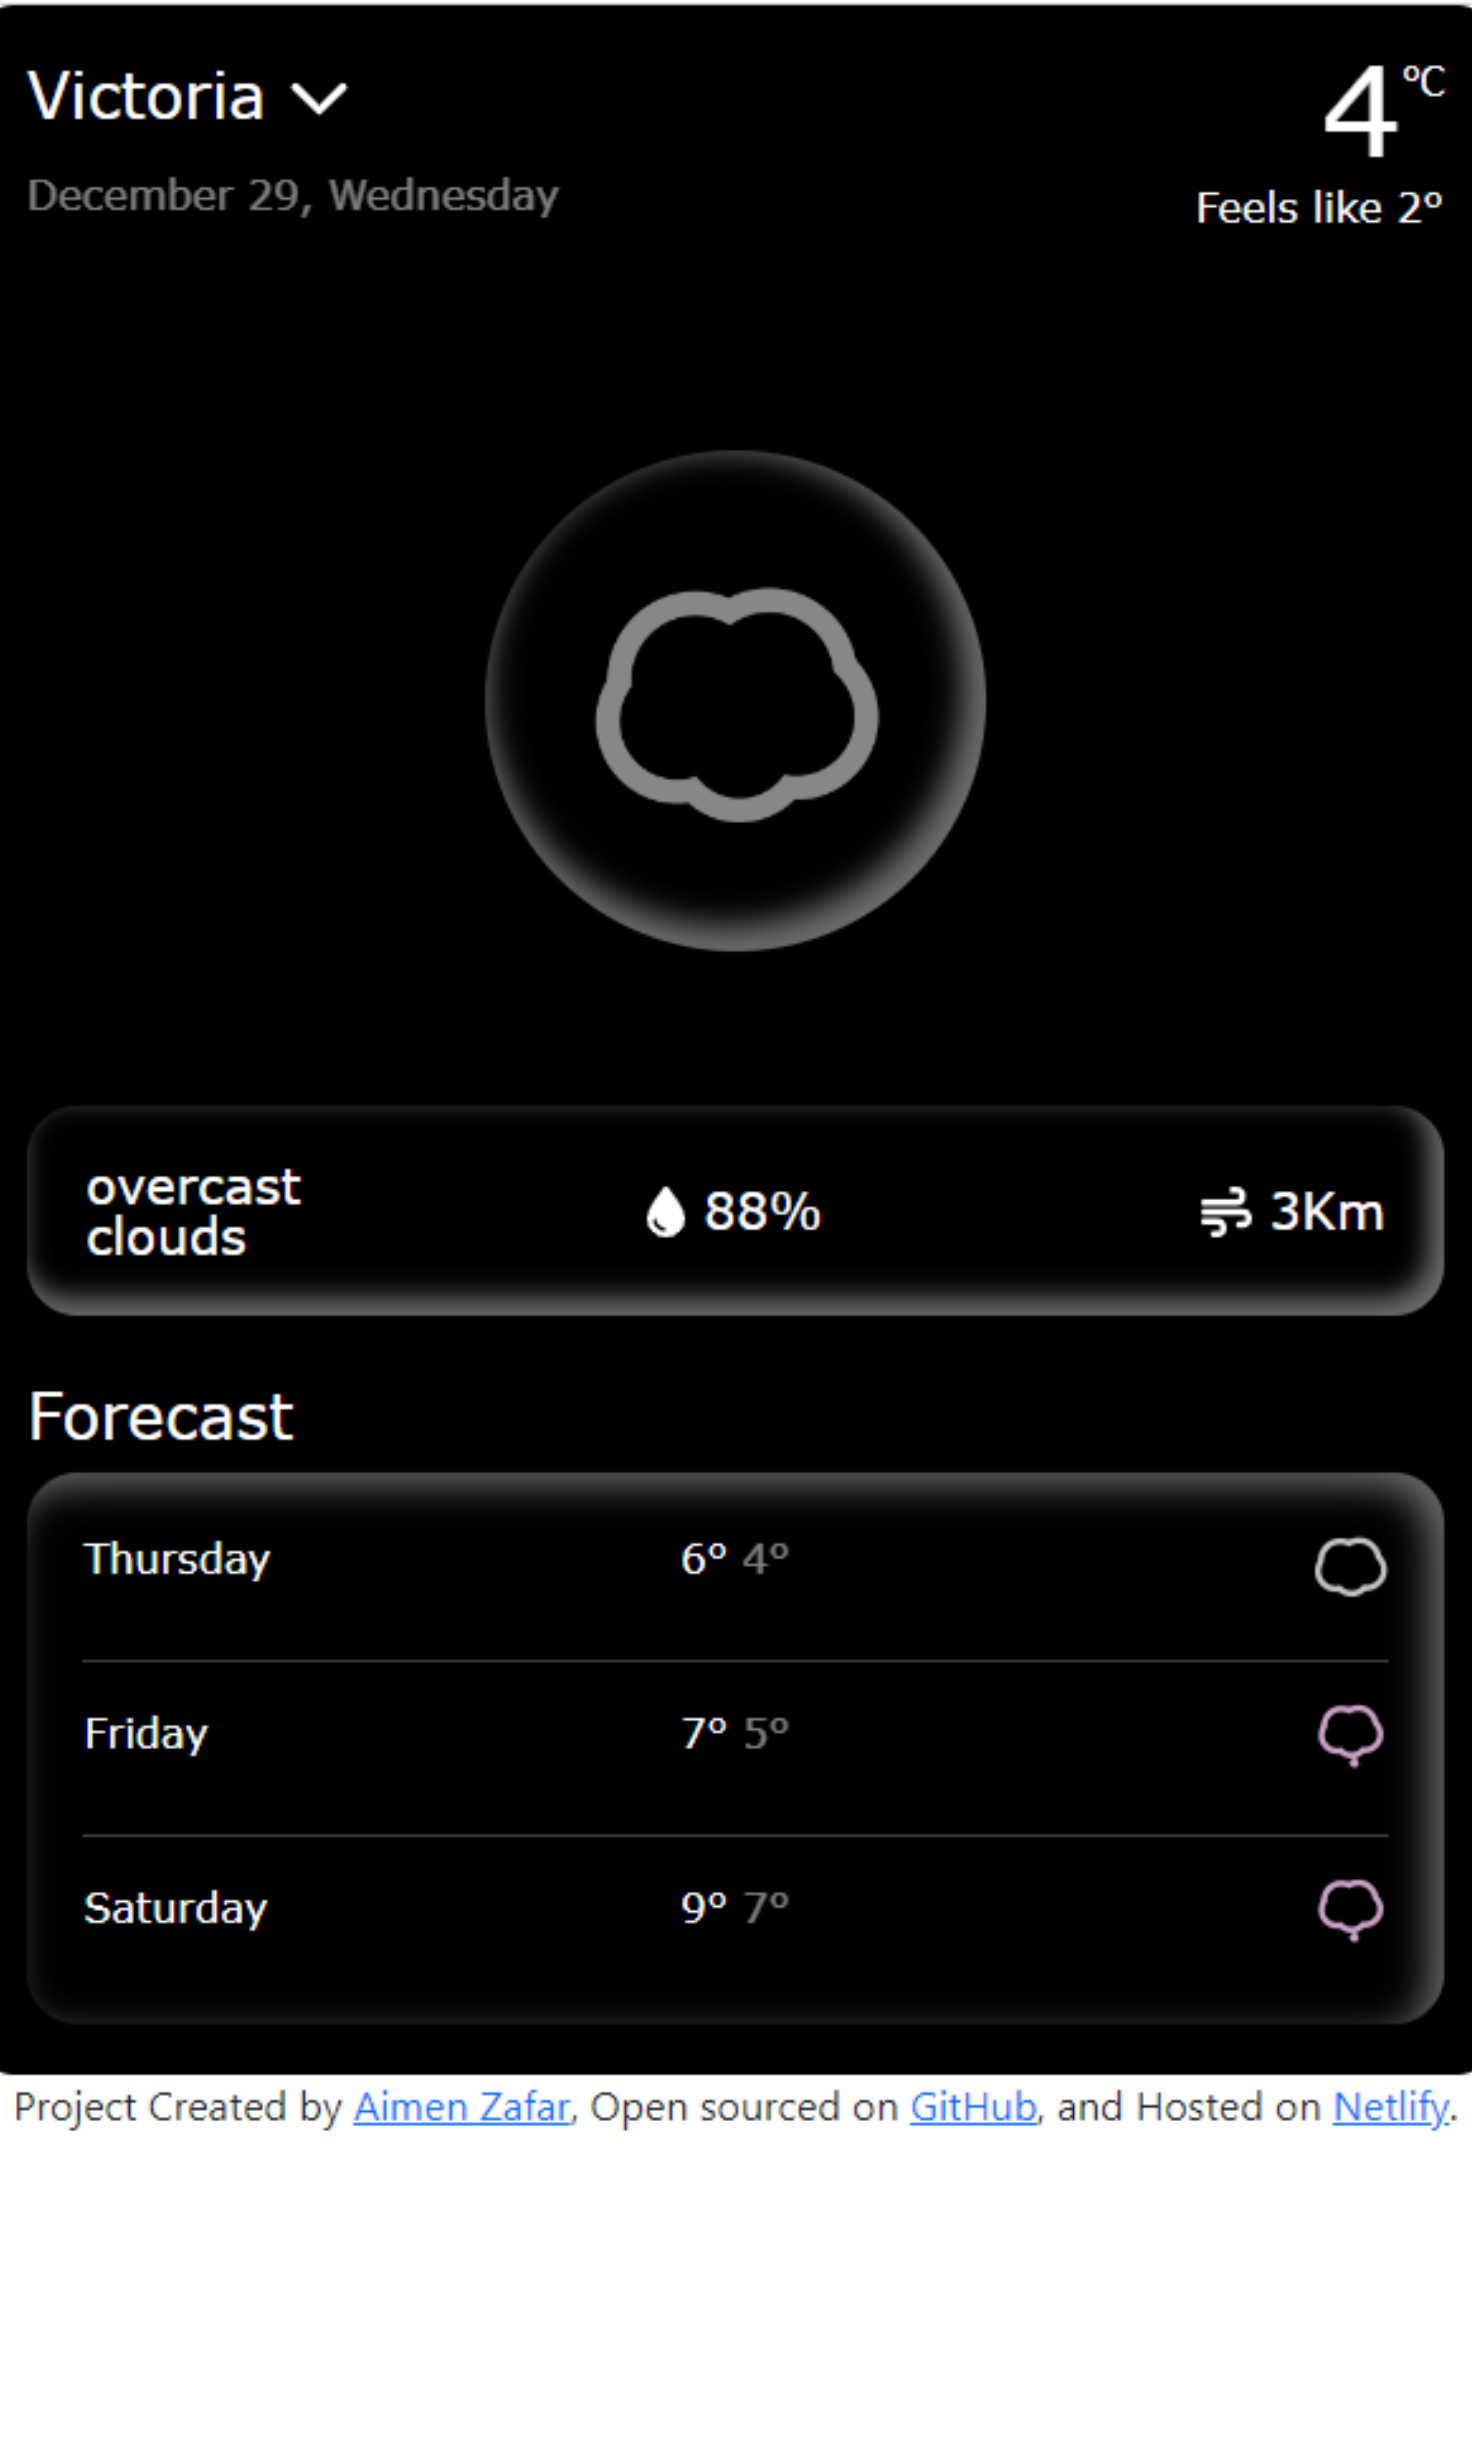 Victoria
4°C
December 29, Wednesday
Feels like 2°
overcast
clouds
88%
3Km
Forecast
Thursday 6° 4°
Friday 7° 5°
Saturday 9° 7°
Project Created by Aimen Zafar, Open sourced on GitHub, and Hosted on Netlify.